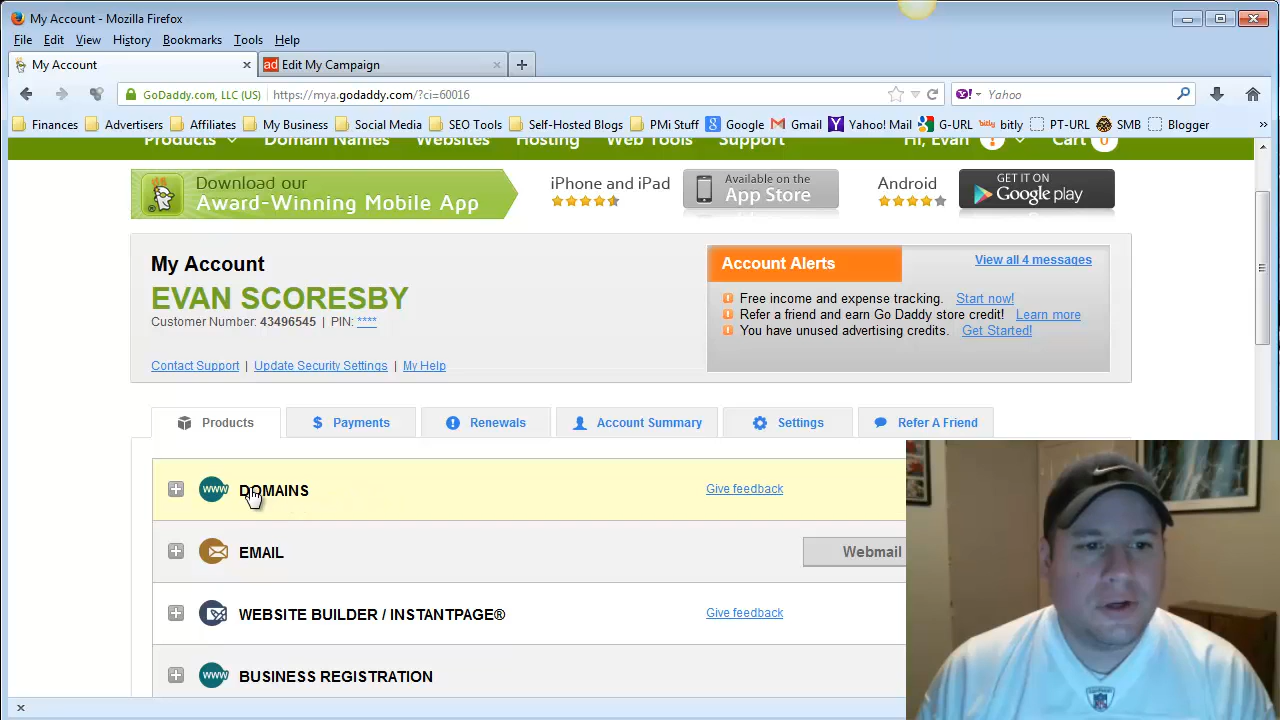 My Account - Mozilla Firefox
File Edit View History Bookmarks Tools Help
My Account
ad Edit My Campaign
GoDaddy.com, LLC (US) https://mya.godaddy.com/?ci=60016 Yahoo
Finances Advertisers Affiliates My Business Social Media SEO Tools Self-Hosted Blogs PMi Stuff Google Gmail Yahoo! Mail G-URL bitly bitly PT-URL SMB Blogger
Products Domain Names Websites Hosting Web Tools Support Hi, Evan Cart 0
Download our
Award-Winning Mobile App
iPhone and iPad
Available on the
App Store
Android
GET IT ON
Google play
My Account
EVAN SCORESBY
Customer Number: 43496545 | PIN: ****
Contact Support | Update Security Settings | My Help
Account Alerts View all 4 messages
Free income and expense tracking. Start now!
Refer a friend and earn Go Daddy store credit! Learn more
You have unused advertising credits. Get Started!
Products Payments Renewals Account Summary Settings Refer A Friend
www DOMAINS Give feedback
EMAIL Webmail
WEBSITE BUILDER / INSTANTPAGE® Give feedback
www BUSINESS REGISTRATION